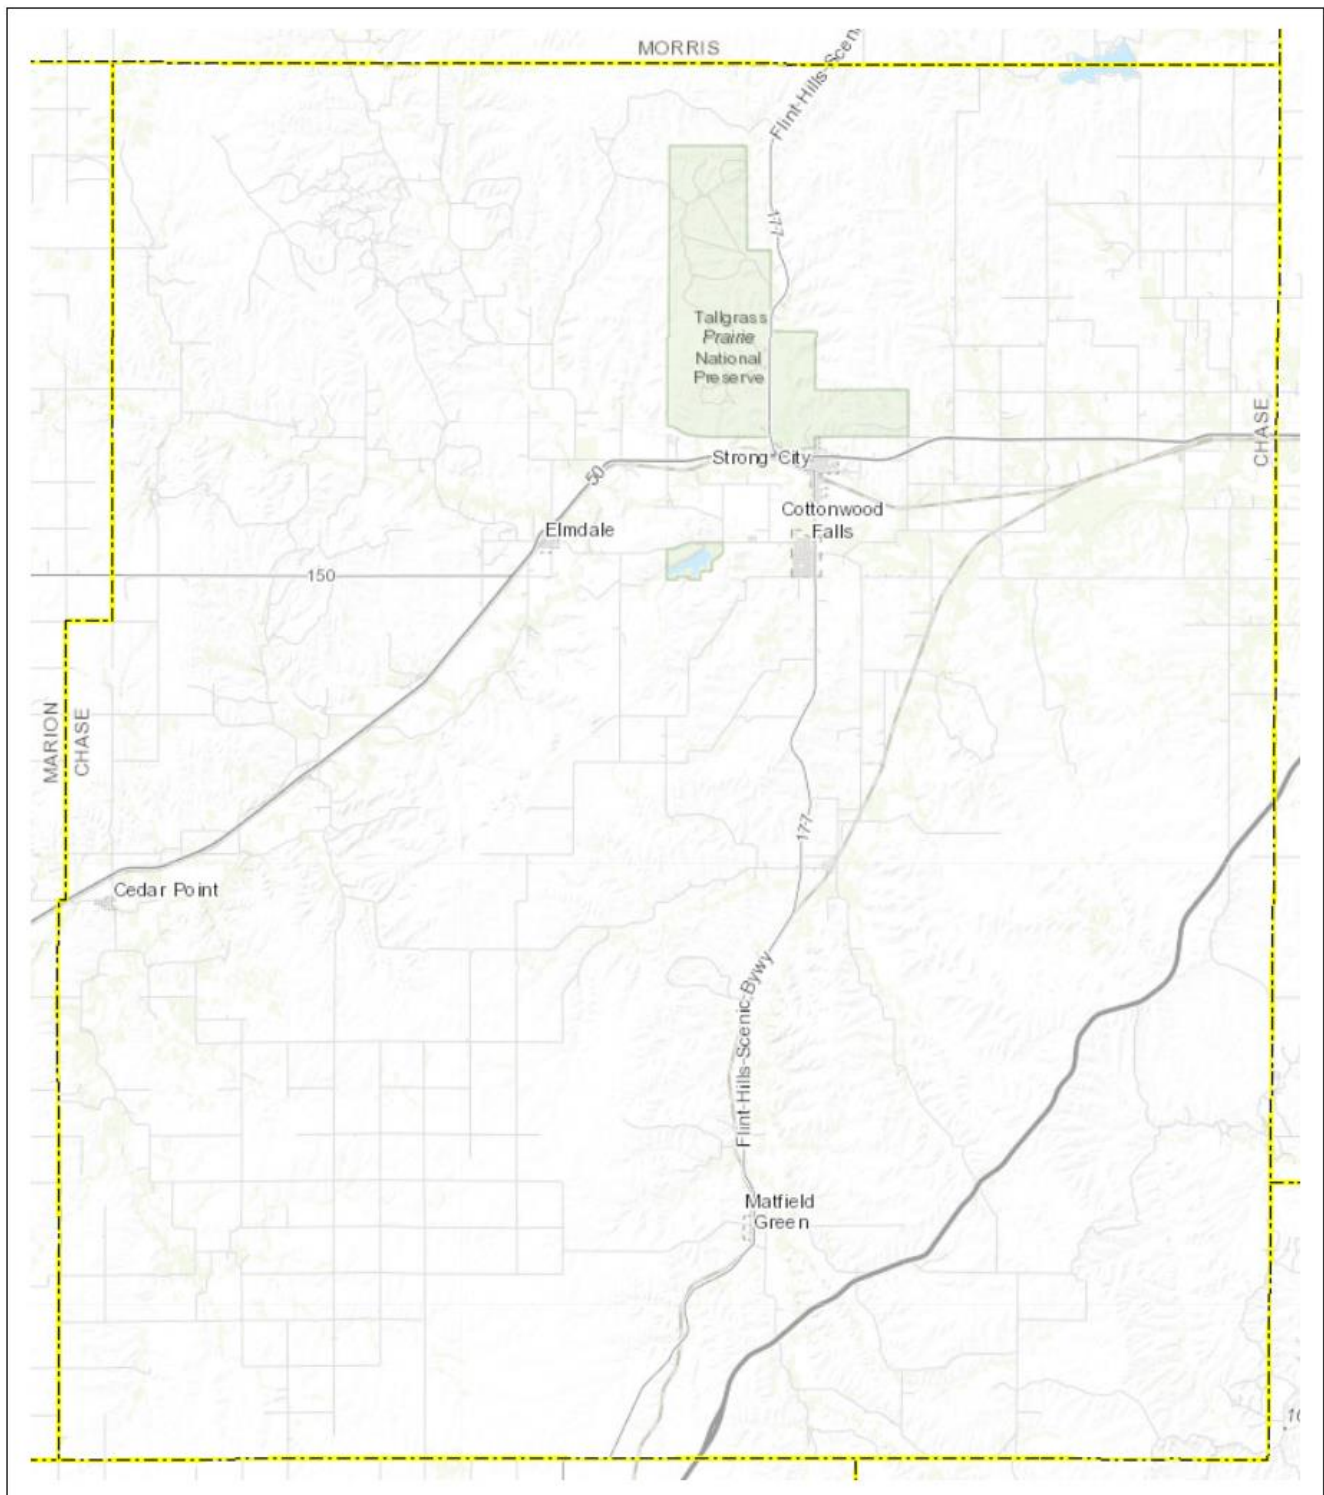 MORRIS
Flint-Hills-Scen
177
Tallgrass
Prairie
National
Preserve
CHASE
Strong City
50
Cottonwood
Falls
Elmdale
150
MARION
CHASE
177
Cedar Point
Flint-Hills-Scenic-Bywy
Matfield
Green